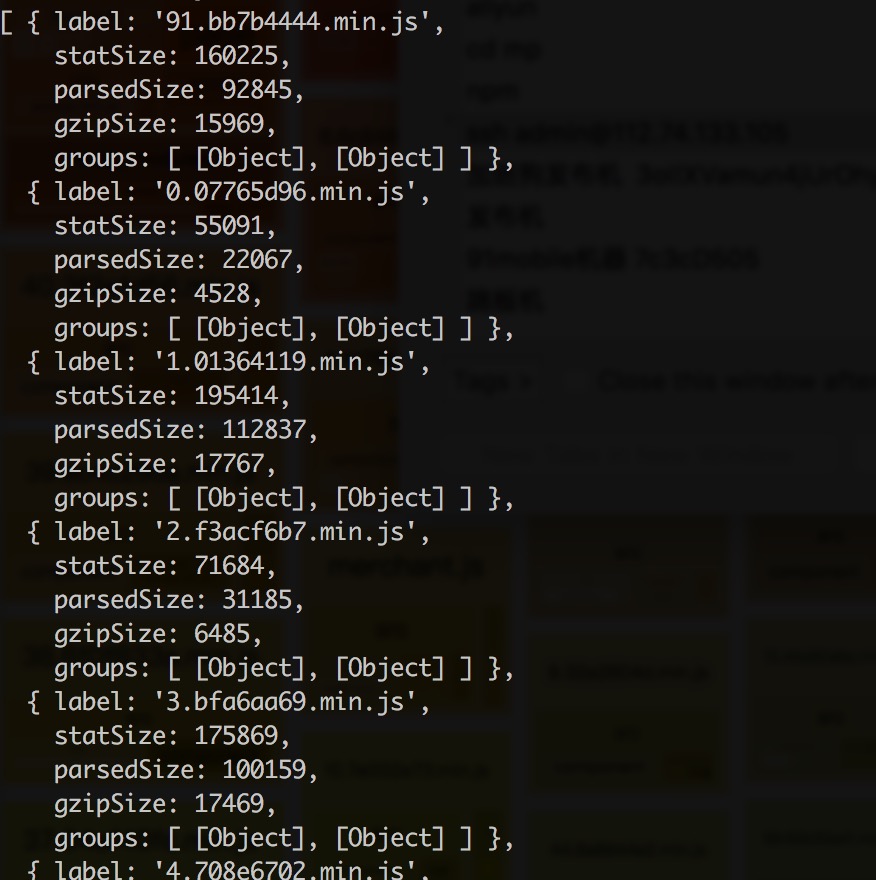 [ { label: '91.bb7b4444.min.js',
statSize: 160225,
parsedSize: 92845,
gzipSize: 15969,
groups: [ [Object], [Object] ] },
{ label: '0.07765d96.min.js',
statSize: 55091,
parsedSize: 22067,
gzipSize: 4528,
groups: [ [Object], [Object] ] },
{ label: '1.01364119.min.js',
statSize: 195414,
parsedSize: 112837,
gzipSize: 17767,
groups: [ [Object], [Object] ] },
{ label: '2.f3acf6b7.min.js',
statSize: 71684,
parsedSize: 31185,
gzipSize: 6485,
groups: [ [Object], [Object] ] },
{ label: '3.bfa6aa69.min.js',
statSize: 175869,
parsedSize: 100159,
gzipSize: 17469,
groups: [ [Object], [Object] ] },
{ label: '4.708e6702.min.js',